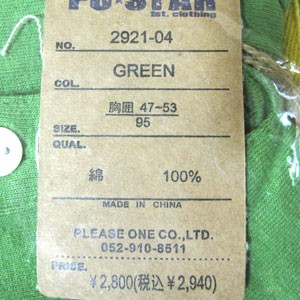 FU★STAR
1st. clothing
NO. 2921-04
COL. GREEN
胸囲 47~53
SIZE. 95
QUAL.
綿 100%
MADE IN CHINA
PLEASE ONE CO.,LTD.
052-910-8511
PRICE.
¥2,800(税込¥2,940)